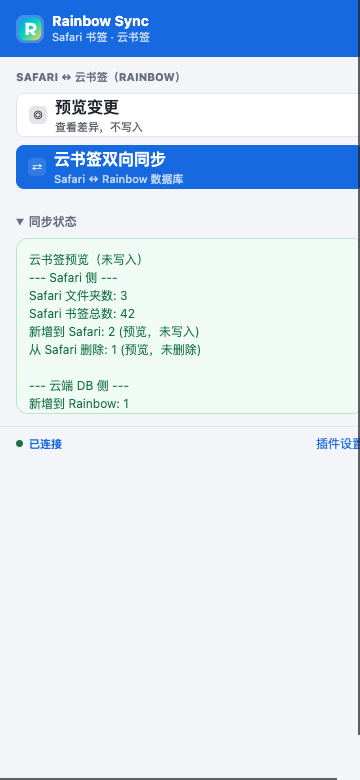 R
Rainbow Sync
Safari 书签 · 云书签
SAFARI ↔ 云书签（RAINBOW）
预览变更
查看差异，不写入
云书签双向同步
Safari ↔ Rainbow 数据库
▼ 同步状态
云书签预览（未写入）
--- Safari 侧 ---
Safari 文件夹数: 3
Safari 书签总数: 42
新增到 Safari: 2 (预览，未写入)
从 Safari 删除: 1 (预览，未删除)
--- 云端 DB 侧 ---
新增到 Rainbow: 1
已连接
插件设置